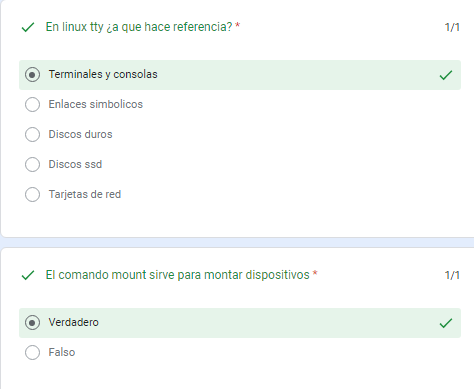 En linux tty ¿a que hace referencia? *
1/1
Terminales y consolas
Enlaces simbolicos
Discos duros
Discos ssd
Tarjetas de red
El comando mount sirve para montar dispositivos *
1/1
Verdadero
Falso